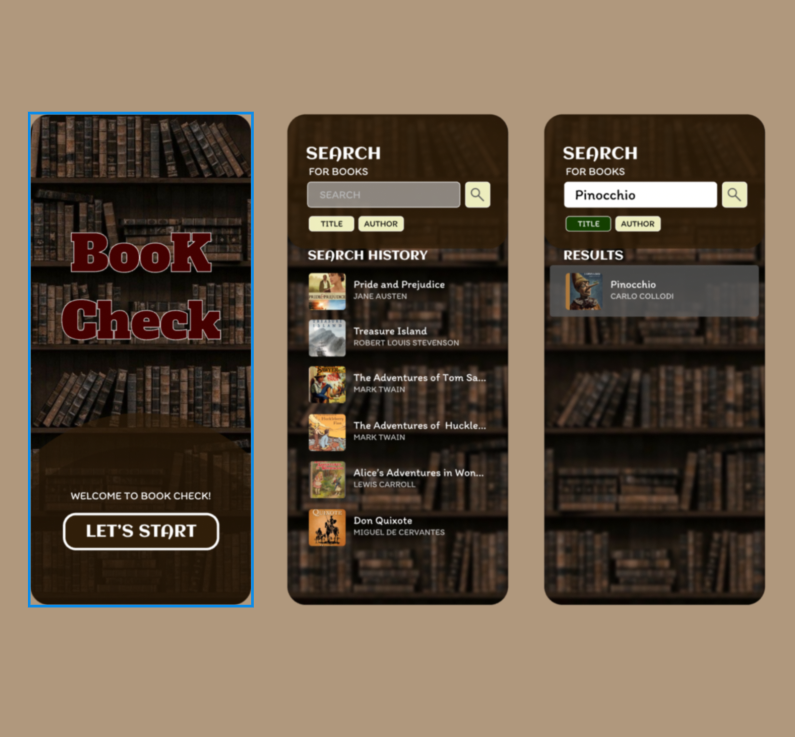 BooK
Check
WELCOME TO BOOK CHECK!
LET'S START
SEARCH
FOR BOOKS
SEARCH
TITLE AUTHOR
SEARCH HISTORY
Pride and Prejudice
JANE AUSTEN
Treasure Island
ROBERT LOUIS STEVENSON
The Adventures of Tom Sa...
MARK TWAIN
The Adventures of Huckle...
MARK TWAIN
Alice's Adventures in Won...
LEWIS CARROLL
Don Quixote
MIGUEL DE CERVANTES
SEARCH
FOR BOOKS
Pinocchio
TITLE AUTHOR
RESULTS
Pinocchio
CARLO COLLODI